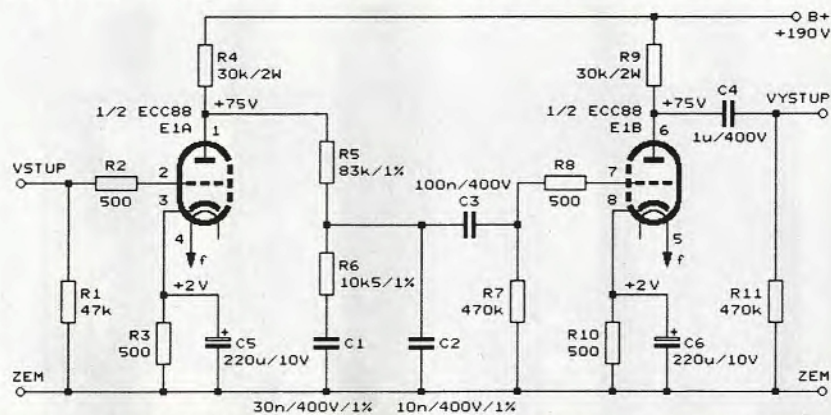 B+
+190V
R4
30k/2W
R9
30k/2W
C4
1/2 ECC88
E1A
+75V
1
1/2 ECC88
E1B
+75V
6
1u/400V
VYSTUP
VSTUP
R2
500
2
3
4
f
R5
83k/1%
100n/400V
C3
R8
500
7
8
5
f
R6
10k5/1%
+2V
+2V
R1
47k
R3
500
C5
+
220u/10V
C1
C2
R7
470k
R10
500
C6
+
220u/10V
R11
470k
ZEM
30n/400V/1%
10n/400V/1%
ZEM